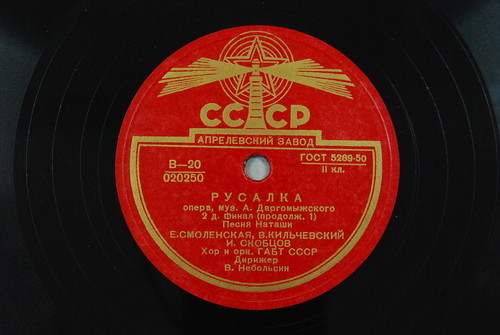 СССР
АПРЕЛЕВСКИЙ ЗАВОД
В—20
020250
ГОСТ 5289-50
II кл.
РУСАЛКА
опера, муз. А. Даргомыжского
2 д. Финал (продолж. 1)
Песня Наташи
Е.СМОЛЕНСКАЯ, В.КИЛЬЧЕВСКИЙ
И. СКОБЦОВ
Хор и орк. ГАБТ СССР
Дирижер
В. Небольсин